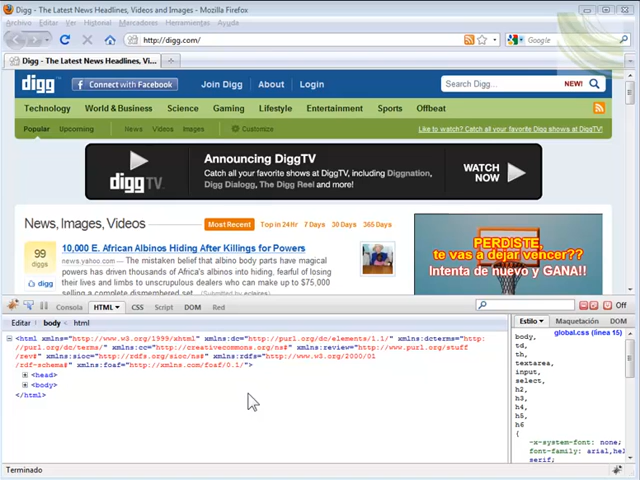 Digg - The Latest News Headlines, Videos and Images - Mozilla Firefox
Archivo Editar Ver Historial Marcadores Herramientas Ayuda
http://digg.com/
Google
Digg - The Latest News Headlines, Vi...
digg™ Connect with Facebook Join Digg About Login Search Digg... NEW!
Technology World & Business Science Gaming Lifestyle Entertainment Sports Offbeat
Popular Upcoming News Videos Images Customize Like to watch? Catch all your favorite Digg shows at DiggTV!
Announcing DiggTV
Catch all your favorite shows at DiggTV, including Diggnation,
Digg Dialogg, The Digg Reel and more!
digg TV.
WATCH
NOW
News, Images, Videos Most Recent Top in 24Hr 7 Days 30 Days 365 Days
99
diggs
digg
10,000 E. African Albinos Hiding After Killings for Powers
news.yahoo.com — The mistaken belief that albino body parts have magical
powers has driven thousands of Africa's albinos into hiding, fearful of losing
their lives and limbs to unscrupulous dealers who can make up to $75,000
selling a complete dismembered set.
PERDISTE,
te vas a dejar vencer??
Intenta de nuevo y GANA!!
Consola HTML CSS Script DOM Red Off
Editar body < html
Estilo Maquetación DOM
<html xmlns="http://www.w3.org/1999/xhtml" xmlns:dc="http://purl.org/dc/elements/1.1/" xmlns:dcterms="htt
p://purl.org/dc/terms/" xmlns:cc="http://creativecommons.org/ns#" xmlns:review="http://www.purl.org/stuff
/rev#" xmlns:sioc="http://rdfs.org/sioc/ns#" xmlns:rdfs="http://www.w3.org/2000/01
/rdf-schema#" xmlns:foaf="http://xmlns.com/foaf/0.1/">
<head>
<body>
</html>
global.css (línea 15)
body,
td,
th,
textarea,
input,
select,
h2,
h3,
h4,
h5,
h6
{
-x-system-font: none;
font-family: arial,hel
serif;
Terminado